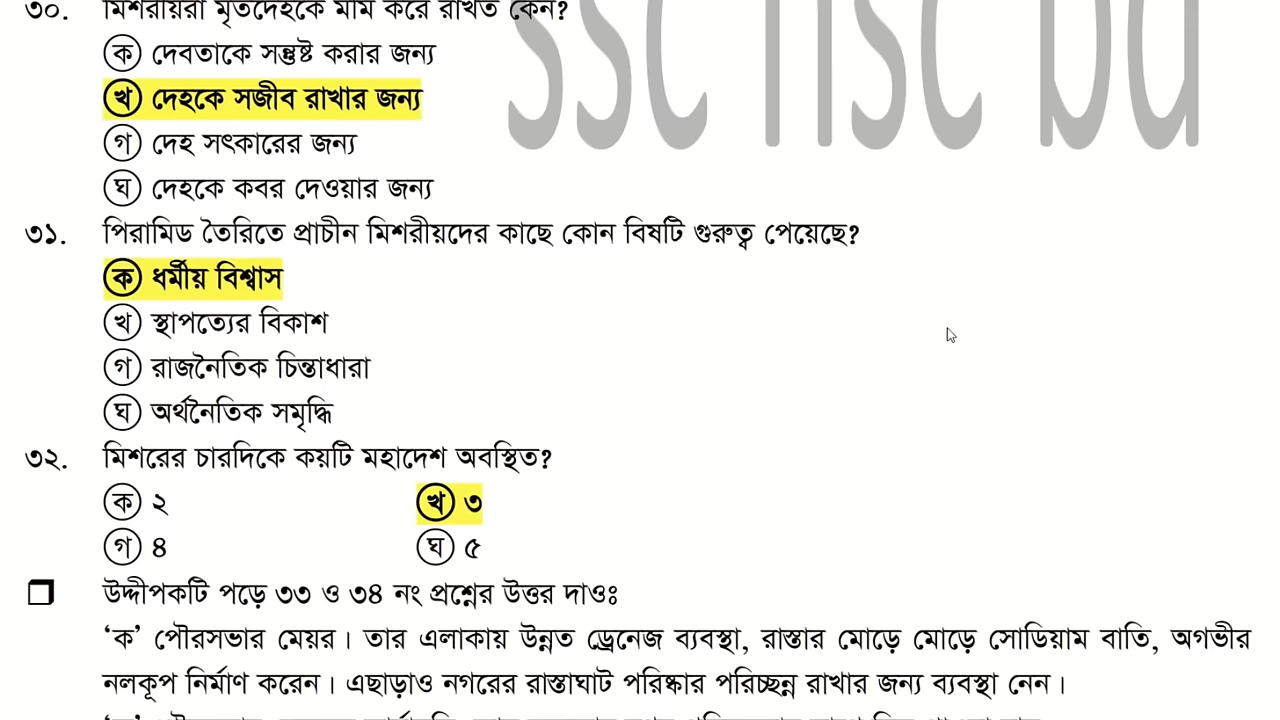 ৩০. মিশরীয়রা মৃতদেহকে মমি করে রাখত কেন?
ssc hsc bd
ক দেবতাকে সন্তুষ্ট করার জন্য
খ দেহকে সজীব রাখার জন্য
গ দেহ সৎকারের জন্য
ঘ দেহকে কবর দেওয়ার জন্য
৩১. পিরামিড তৈরিতে প্রাচীন মিশরীয়দের কাছে কোন বিষটি গুরুত্ব পেয়েছে?
ক ধর্মীয় বিশ্বাস
খ স্থাপত্যের বিকাশ
গ রাজনৈতিক চিন্তাধারা
ঘ অর্থনৈতিক সমৃদ্ধি
৩২. মিশরের চারদিকে কয়টি মহাদেশ অবস্থিত?
ক ২ খ ৩
গ ৪ ঘ ৫
উদ্দীপকটি পড়ে ৩৩ ও ৩৪ নং প্রশ্নের উত্তর দাওঃ
‘ক’ পৌরসভার মেয়র। তার এলাকায় উন্নত ড্রেনেজ ব্যবস্থা, রাস্তার মোড়ে মোড়ে সোডিয়াম বাতি, অগভীর
নলকূপ নির্মাণ করেন। এছাড়াও নগরের রাস্তাঘাট পরিষ্কার পরিচ্ছন্ন রাখার জন্য ব্যবস্থা নেন।